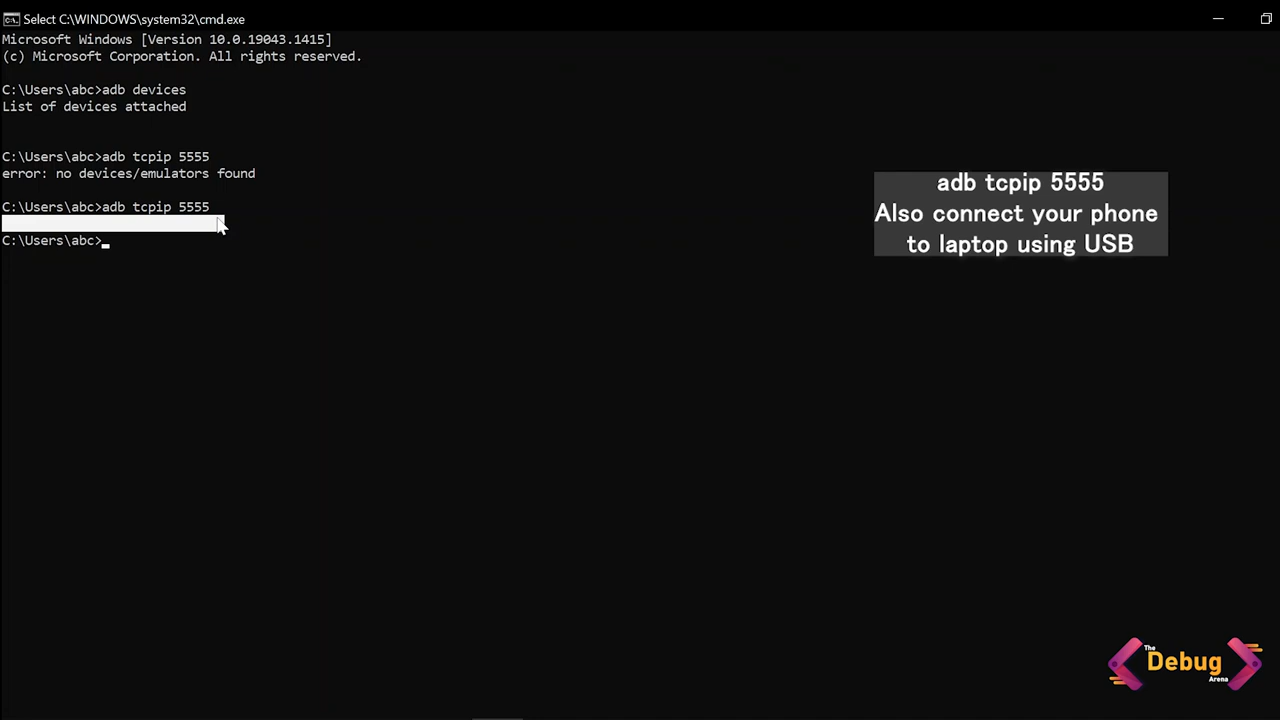 Select C:\WINDOWS\system32\cmd.exe
Microsoft Windows [Version 10.0.19043.1415]
(c) Microsoft Corporation. All rights reserved.
C:\Users\abc>adb devices
List of devices attached
C:\Users\abc>adb tcpip 5555
error: no devices/emulators found
C:\Users\abc>adb tcpip 5555
C:\Users\abc>
adb tcpip 5555
Also connect your phone
to laptop using USB
The
Debug
Arena